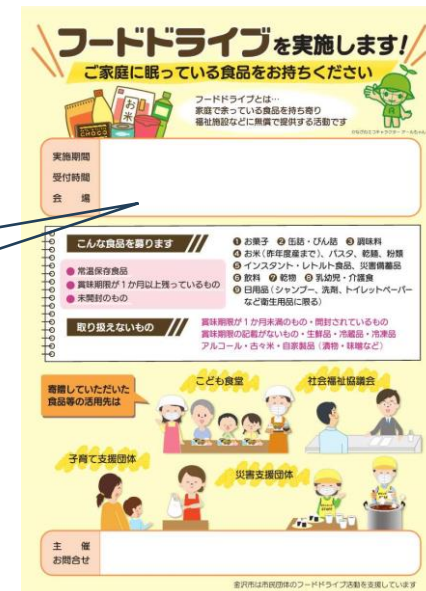 フードドライブを実施します!
ご家庭に眠っている食品をお持ちください
お米
フードドライブとは…
家庭で余っている食品を持ち寄り
福祉施設などに無償で提供する活動です
実施期間
受付時間
会 場
こんな食品を募ります
● 常温保存食品
● 賞味期限が1か月以上残っているもの
● 未開封のもの
❶ お菓子 ❷ 缶詰・びん詰 ❸ 調味料
❹ お米(昨年度産まで)、パスタ、乾麺、粉類
❺ インスタント・レトルト食品、災害備蓄品
❻ 飲料 ❼ 乾物 ❽ 乳幼児・介護食
❾ 日用品(シャンプー、洗剤、トイレットペーパー
など衛生用品に限る)
取り扱えないもの
賞味期限が1か月未満のもの・開封されているもの
賞味期限の記載がないもの・生鮮品・冷蔵品・冷凍品
アルコール・古々米・自家製品(漬物・味噌など)
寄贈していただいた
食品等の活用先は
こども食堂
社会福祉協議会
子育て支援団体
災害支援団体
主 催
お問合せ
金沢市は市民団体のフードドライブ活動を支援しています